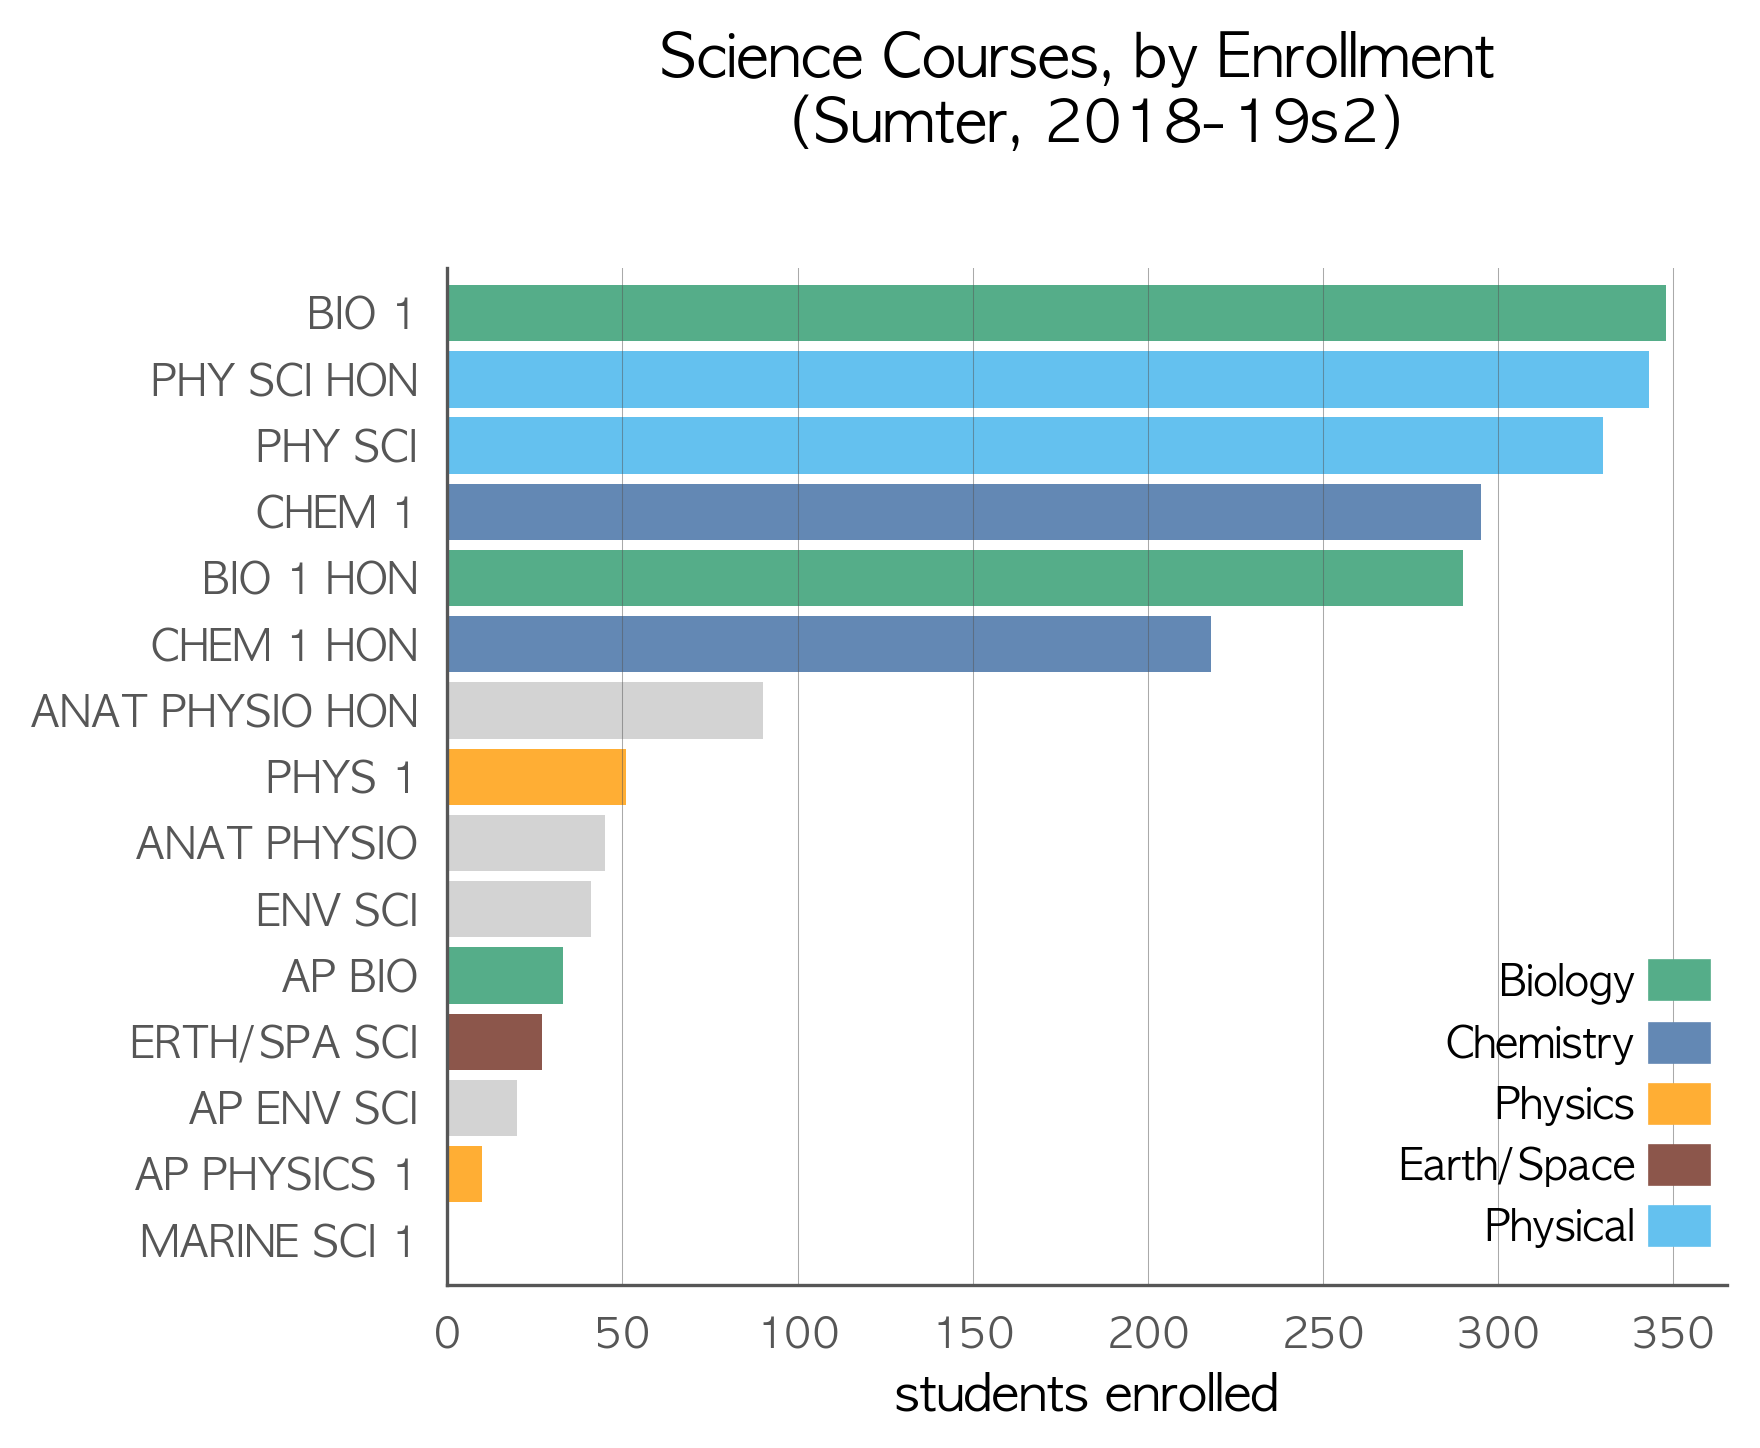 Science Courses, by Enrollment
(Sumter, 2018-19s2)
BIO 1
PHY SCI HON
PHY SCI
CHEM 1
BIO 1 HON
CHEM 1 HON
ANAT PHYSIO HON
PHYS 1
ANAT PHYSIO
ENV SCI
AP BIO
ERTH/SPA SCI
AP ENV SCI
AP PHYSICS 1
MARINE SCI 1
Biology
Chemistry
Physics
Earth/Space
Physical
0 50 100 150 200 250 300 350
students enrolled